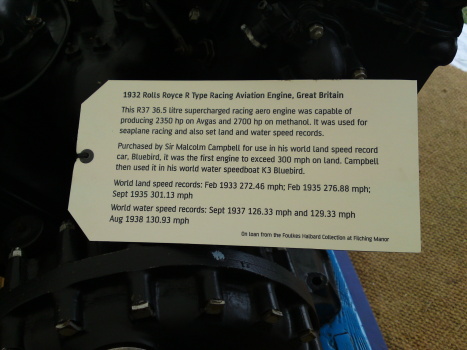 1932 Rolls Royce R Type Racing Aviation Engine, Great Britain
This R37 36.5 litre supercharged racing aero engine was capable of
producing 2350 hp on Avgas and 2700 hp on methanol. It was used for
seaplane racing and also set land and water speed records.
Purchased by Sir Malcolm Campbell for use in his world land speed record
car, Bluebird, it was the first engine to exceed 300 mph on land. Campbell
then used it in his world water speedboat K3 Bluebird.
World land speed records: Feb 1933 272.46 mph; Feb 1935 276.88 mph;
Sept 1935 301.13 mph
World water speed records: Sept 1937 126.33 mph and 129.33 mph
Aug 1938 130.93 mph
On loan from the Foulkes Halbard Collection at Filching Manor